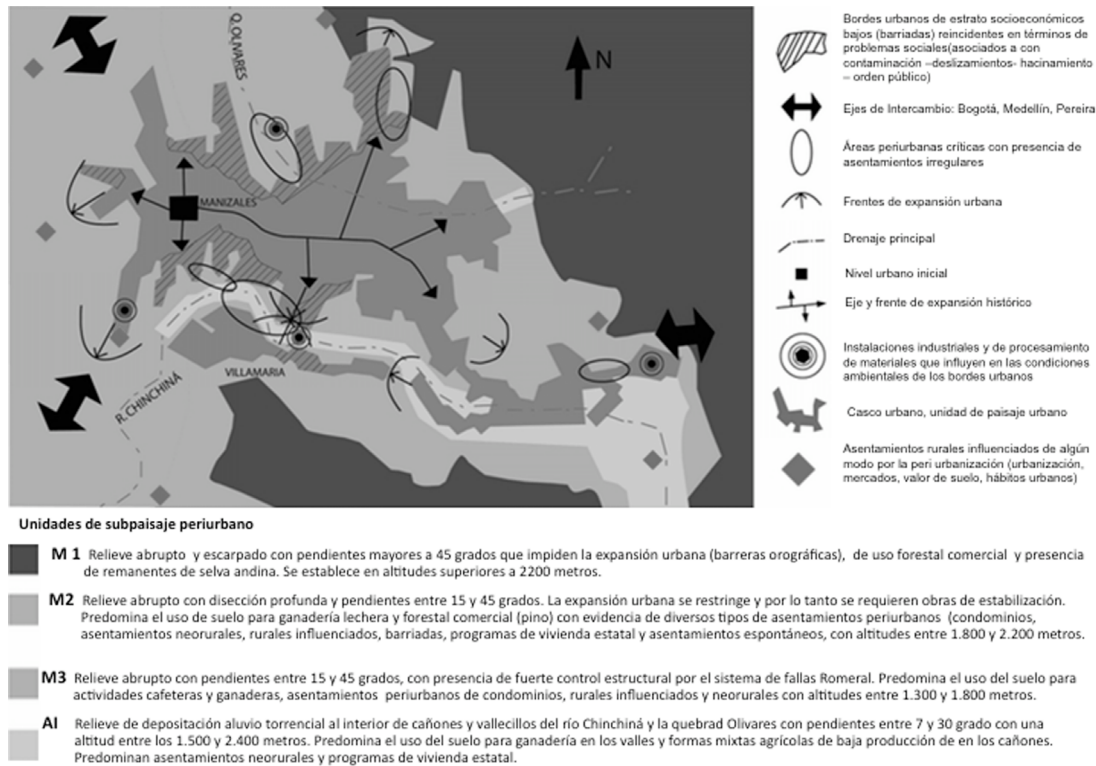 Q. OLIVARES
N
MANIZALES
VILLAMARIA
R. CHINCHINÁ
Bordes urbanos de estrato socioeconómicos
bajos (barriadas) reincidentes en términos de
problemas sociales(asociados a con
contaminación –deslizamientos- hacinamiento
– orden público)
Ejes de Intercambio: Bogotá, Medellín, Pereira
Áreas periurbanas críticas con presencia de
asentamientos irregulares
Frentes de expansión urbana
Drenaje principal
Nivel urbano inicial
Eje y frente de expansión histórico
Instalaciones industriales y de procesamiento
de materiales que influyen en las condiciones
ambientales de los bordes urbanos
Casco urbano, unidad de paisaje urbano
Asentamientos rurales influenciados de algún
modo por la peri urbanización (urbanización,
mercados, valor de suelo, hábitos urbanos)
Unidades de subpaisaje periurbano
M 1 Relieve abrupto y escarpado con pendientes mayores a 45 grados que impiden la expansión urbana (barreras orográficas), de uso forestal comercial y presencia
de remanentes de selva andina. Se establece en altitudes superiores a 2200 metros.
M2 Relieve abrupto con disección profunda y pendientes entre 15 y 45 grados. La expansión urbana se restringe y por lo tanto se requieren obras de estabilización.
Predomina el uso de suelo para ganadería lechera y forestal comercial (pino) con evidencia de diversos tipos de asentamientos periurbanos (condominios,
asentamientos neorurales, rurales influenciados, barriadas, programas de vivienda estatal y asentamientos espontáneos, con altitudes entre 1.800 y 2.200 metros.
M3 Relieve abrupto con pendientes entre 15 y 45 grados, con presencia de fuerte control estructural por el sistema de fallas Romeral. Predomina el uso del suelo para
actividades cafeteras y ganaderas, asentamientos periurbanos de condominios, rurales influenciados y neorurales con altitudes entre 1.300 y 1.800 metros.
AI Relieve de depositación aluvio torrencial al interior de cañones y vallecillos del río Chinchiná y la quebrad Olivares con pendientes entre 7 y 30 grado con una
altitud entre los 1.500 y 2.400 metros. Predomina el uso del suelo para ganadería en los valles y formas mixtas agrícolas de baja producción de en los cañones.
Predominan asentamientos neorurales y programas de vivienda estatal.